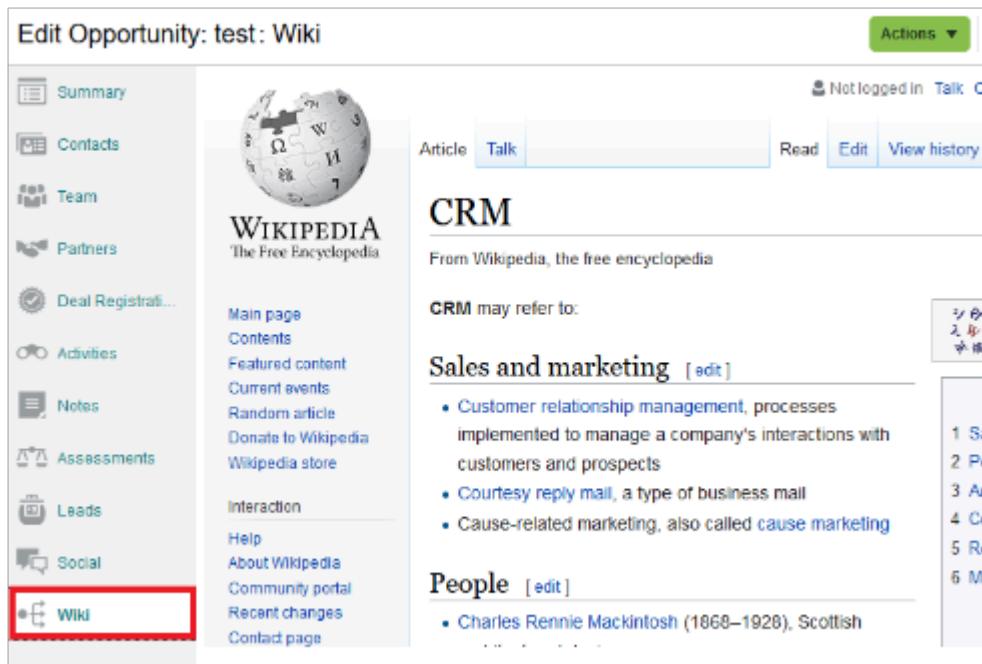 Edit Opportunity: test: Wiki
Actions
Summary
Contacts
Team
Partners
Deal Registrati...
Activities
Notes
Assessments
Leads
Social
Wiki
WIKIPEDIA
The Free Encyclopedia
Main page
Contents
Featured content
Current events
Random article
Donate to Wikipedia
Wikipedia store
Interaction
Help
About Wikipedia
Community portal
Recent changes
Contact page
Not logged in Talk
Article Talk Read Edit View history
CRM
From Wikipedia, the free encyclopedia
CRM may refer to:
Sales and marketing [ edit ]
• Customer relationship management, processes
implemented to manage a company's interactions with
customers and prospects
• Courtesy reply mail, a type of business mail
• Cause-related marketing, also called cause marketing
People [ edit ]
• Charles Rennie Mackintosh (1868–1928), Scottish
1
2
3
4
5
6